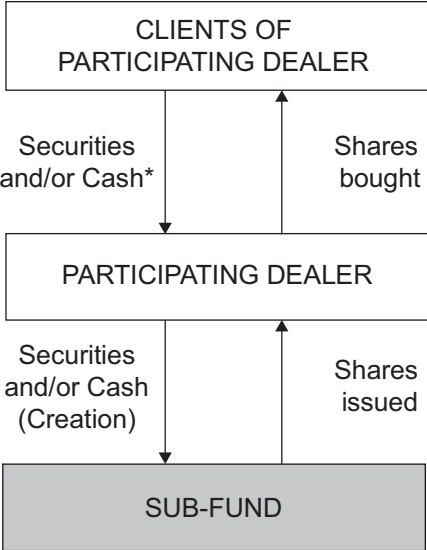 CLIENTS OF
PARTICIPATING DEALER
Securities
and/or Cash*
Shares
bought
PARTICIPATING DEALER
Securities
and/or Cash
(Creation)
Shares
issued
SUB-FUND